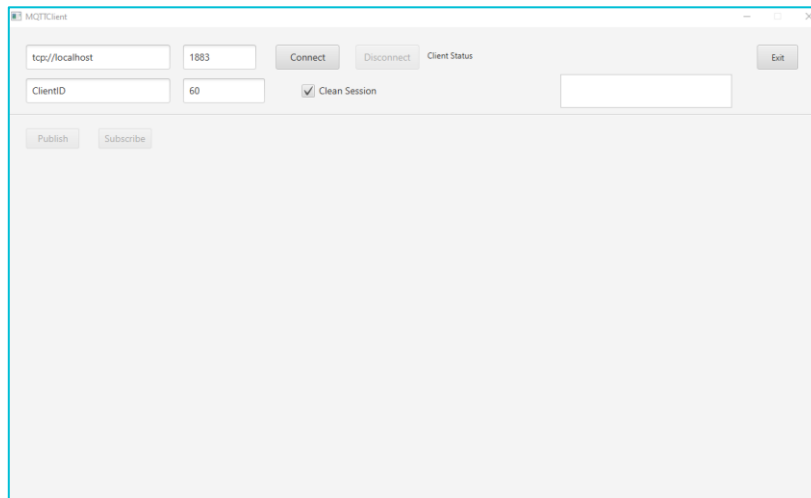 MQTTClient
tcp://localhost 1883 Connect Disconnect Client Status Exit
ClientID 60 Clean Session
Publish Subscribe